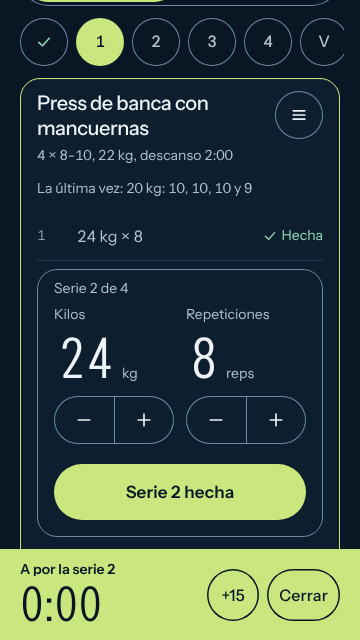 1 2 3 4 V
Press de banca con
mancuernas
4 × 8-10, 22 kg, descanso 2:00
La última vez: 20 kg: 10, 10, 10 y 9
1 24 kg × 8 Hecha
Serie 2 de 4
Kilos Repeticiones
24 kg 8 reps
− + − +
Serie 2 hecha
A por la serie 2
0:00 +15 Cerrar